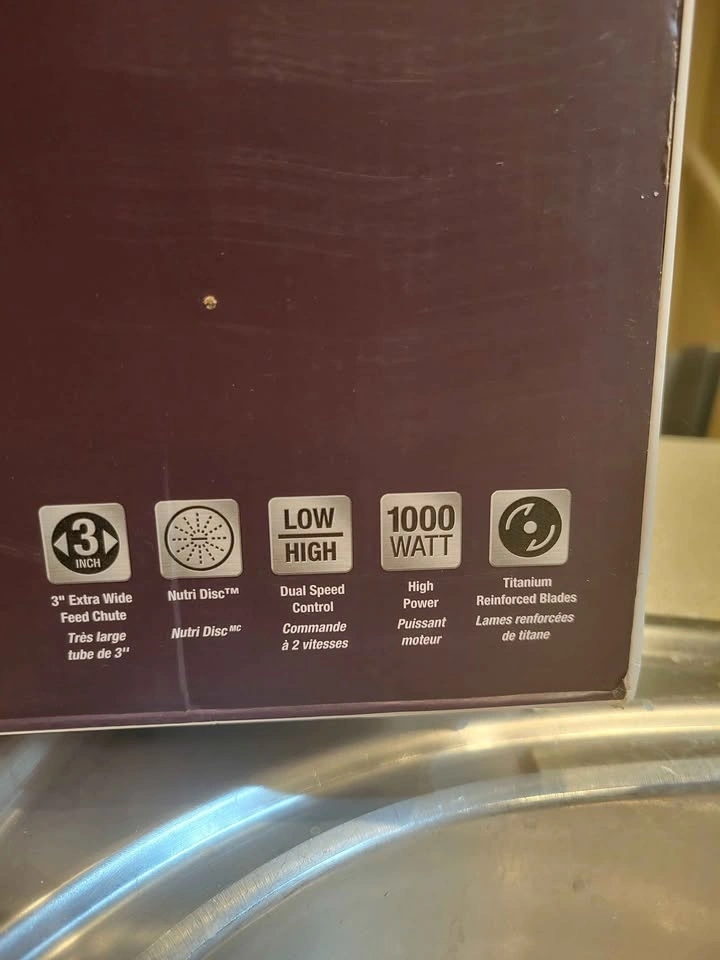 3
INCH
3" Extra Wide
Feed Chute
Très large
tube de 3"
Nutri Disc™
Nutri Disc MC
LOW
HIGH
Dual Speed
Control
Commande
à 2 vitesses
1000
WATT
High
Power
Puissant
moteur
Titanium
Reinforced Blades
Lames renforcées
de titane